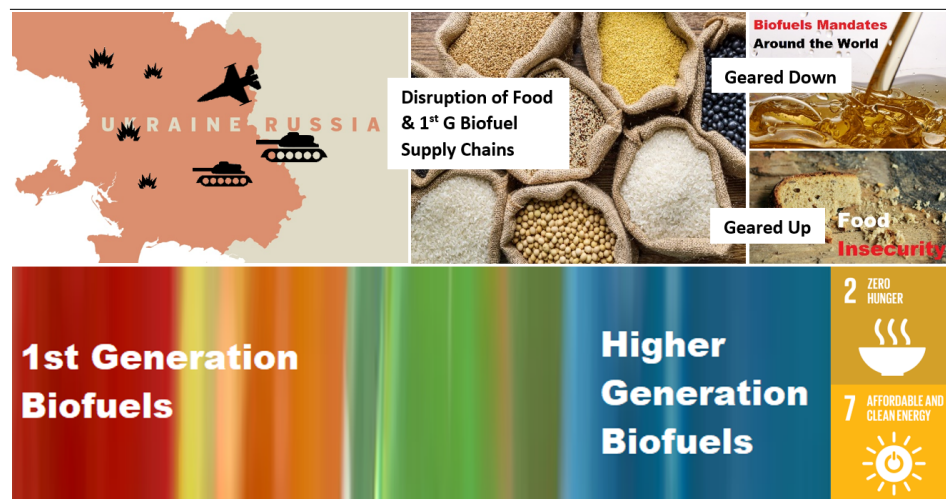 UKRAINE RUSSIA
Disruption of Food
& 1st G Biofuel
Supply Chains
Biofuels Mandates
Around the World
Geared Down
Geared Up
Food
Insecurity
1st Generation
Biofuels
Higher
Generation
Biofuels
2 ZERO
HUNGER
7 AFFORDABLE AND
CLEAN ENERGY